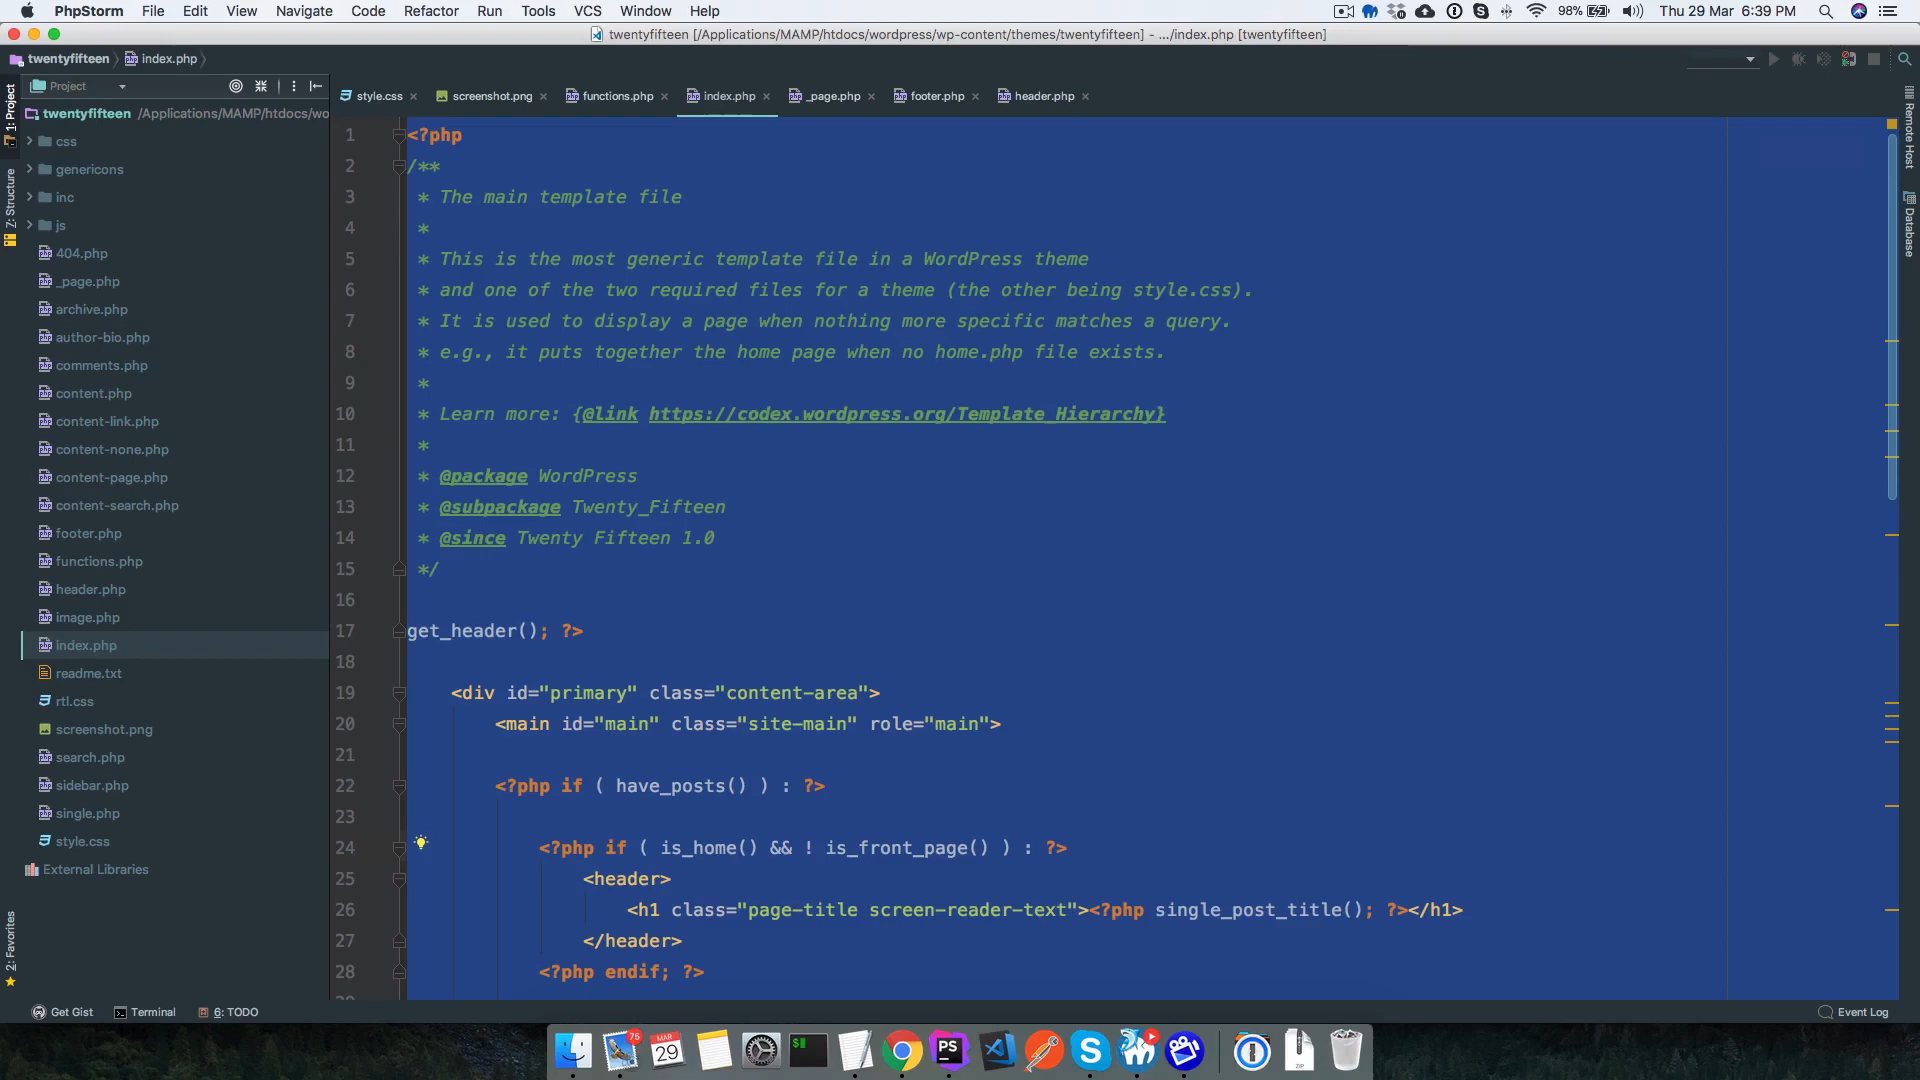 PhpStorm File Edit View Navigate Code Refactor Run Tools VCS Window Help 98% Thu 29 Mar 6:39 PM
twentyfifteen [/Applications/MAMP/htdocs/wordpress/wp-content/themes/twentyfifteen] - .../index.php [twentyfifteen]
twentyfifteen index.php
Project
style.css screenshot.png functions.php index.php _page.php footer.php header.php
1: Project
Z: Structure
2: Favorites
twentyfifteen /Applications/MAMP/htdocs/wo
css
genericons
inc
js
404.php
_page.php
archive.php
author-bio.php
comments.php
content.php
content-link.php
content-none.php
content-page.php
content-search.php
footer.php
functions.php
header.php
image.php
index.php
readme.txt
rtl.css
screenshot.png
search.php
sidebar.php
single.php
style.css
External Libraries
1 <?php
2 /**
3 * The main template file
4 *
5 * This is the most generic template file in a WordPress theme
6 * and one of the two required files for a theme (the other being style.css).
7 * It is used to display a page when nothing more specific matches a query.
8 * e.g., it puts together the home page when no home.php file exists.
9 *
10 * Learn more: {@link https://codex.wordpress.org/Template_Hierarchy}
11 *
12 * @package WordPress
13 * @subpackage Twenty_Fifteen
14 * @since Twenty Fifteen 1.0
15 */
16
17 get_header(); ?>
18
19 <div id="primary" class="content-area">
20 <main id="main" class="site-main" role="main">
21
22 <?php if ( have_posts() ) : ?>
23
24 <?php if ( is_home() && ! is_front_page() ) : ?>
25 <header>
26 <h1 class="page-title screen-reader-text"><?php single_post_title(); ?></h1>
27 </header>
28 <?php endif; ?>
Remote Host
Database
Get Gist Terminal 6: TODO Event Log
75
MAR
29
$
PS
S
ZIP